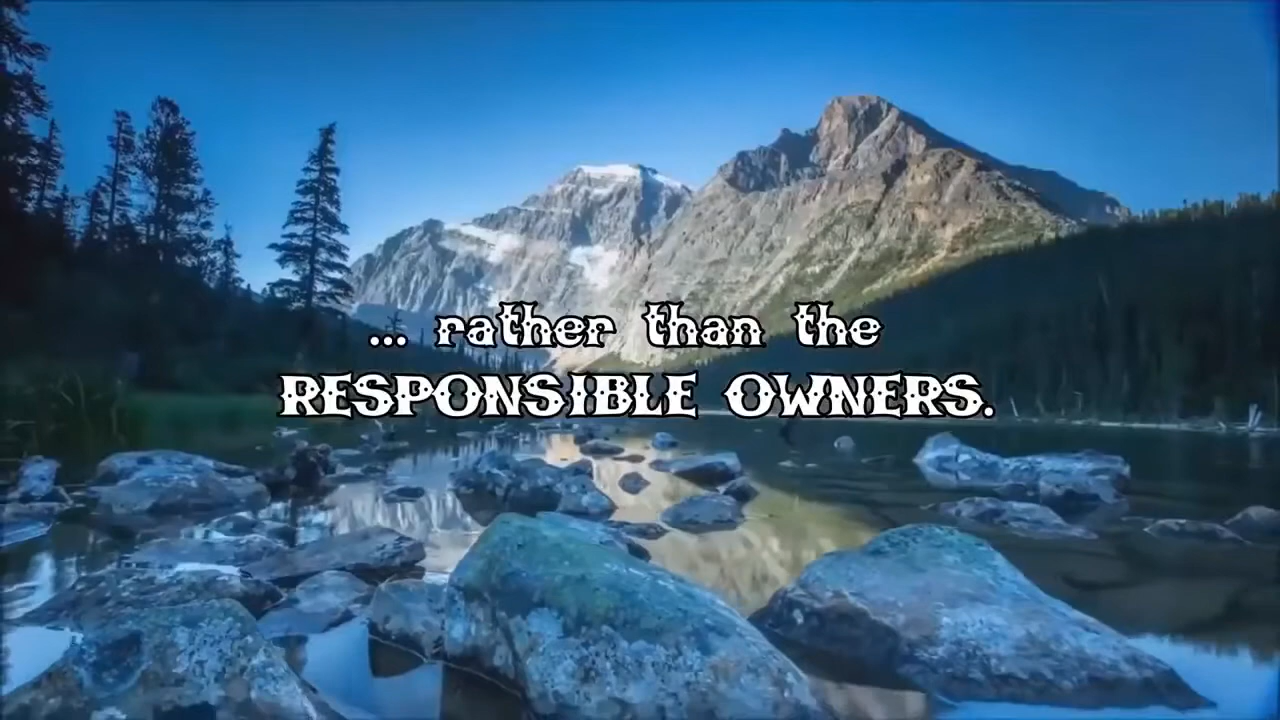 ... rather than the
RESPONSIBLE OWNERS.